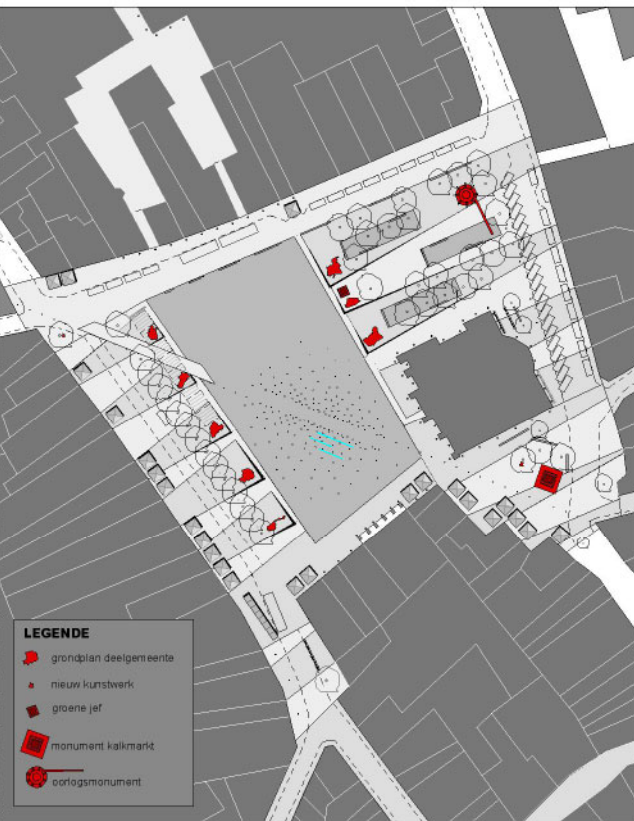 LEGENDE
grondplan deelgemeente
nieuw kunstwerk
groene jef
monument kalkmarkt
oorlogsmonument